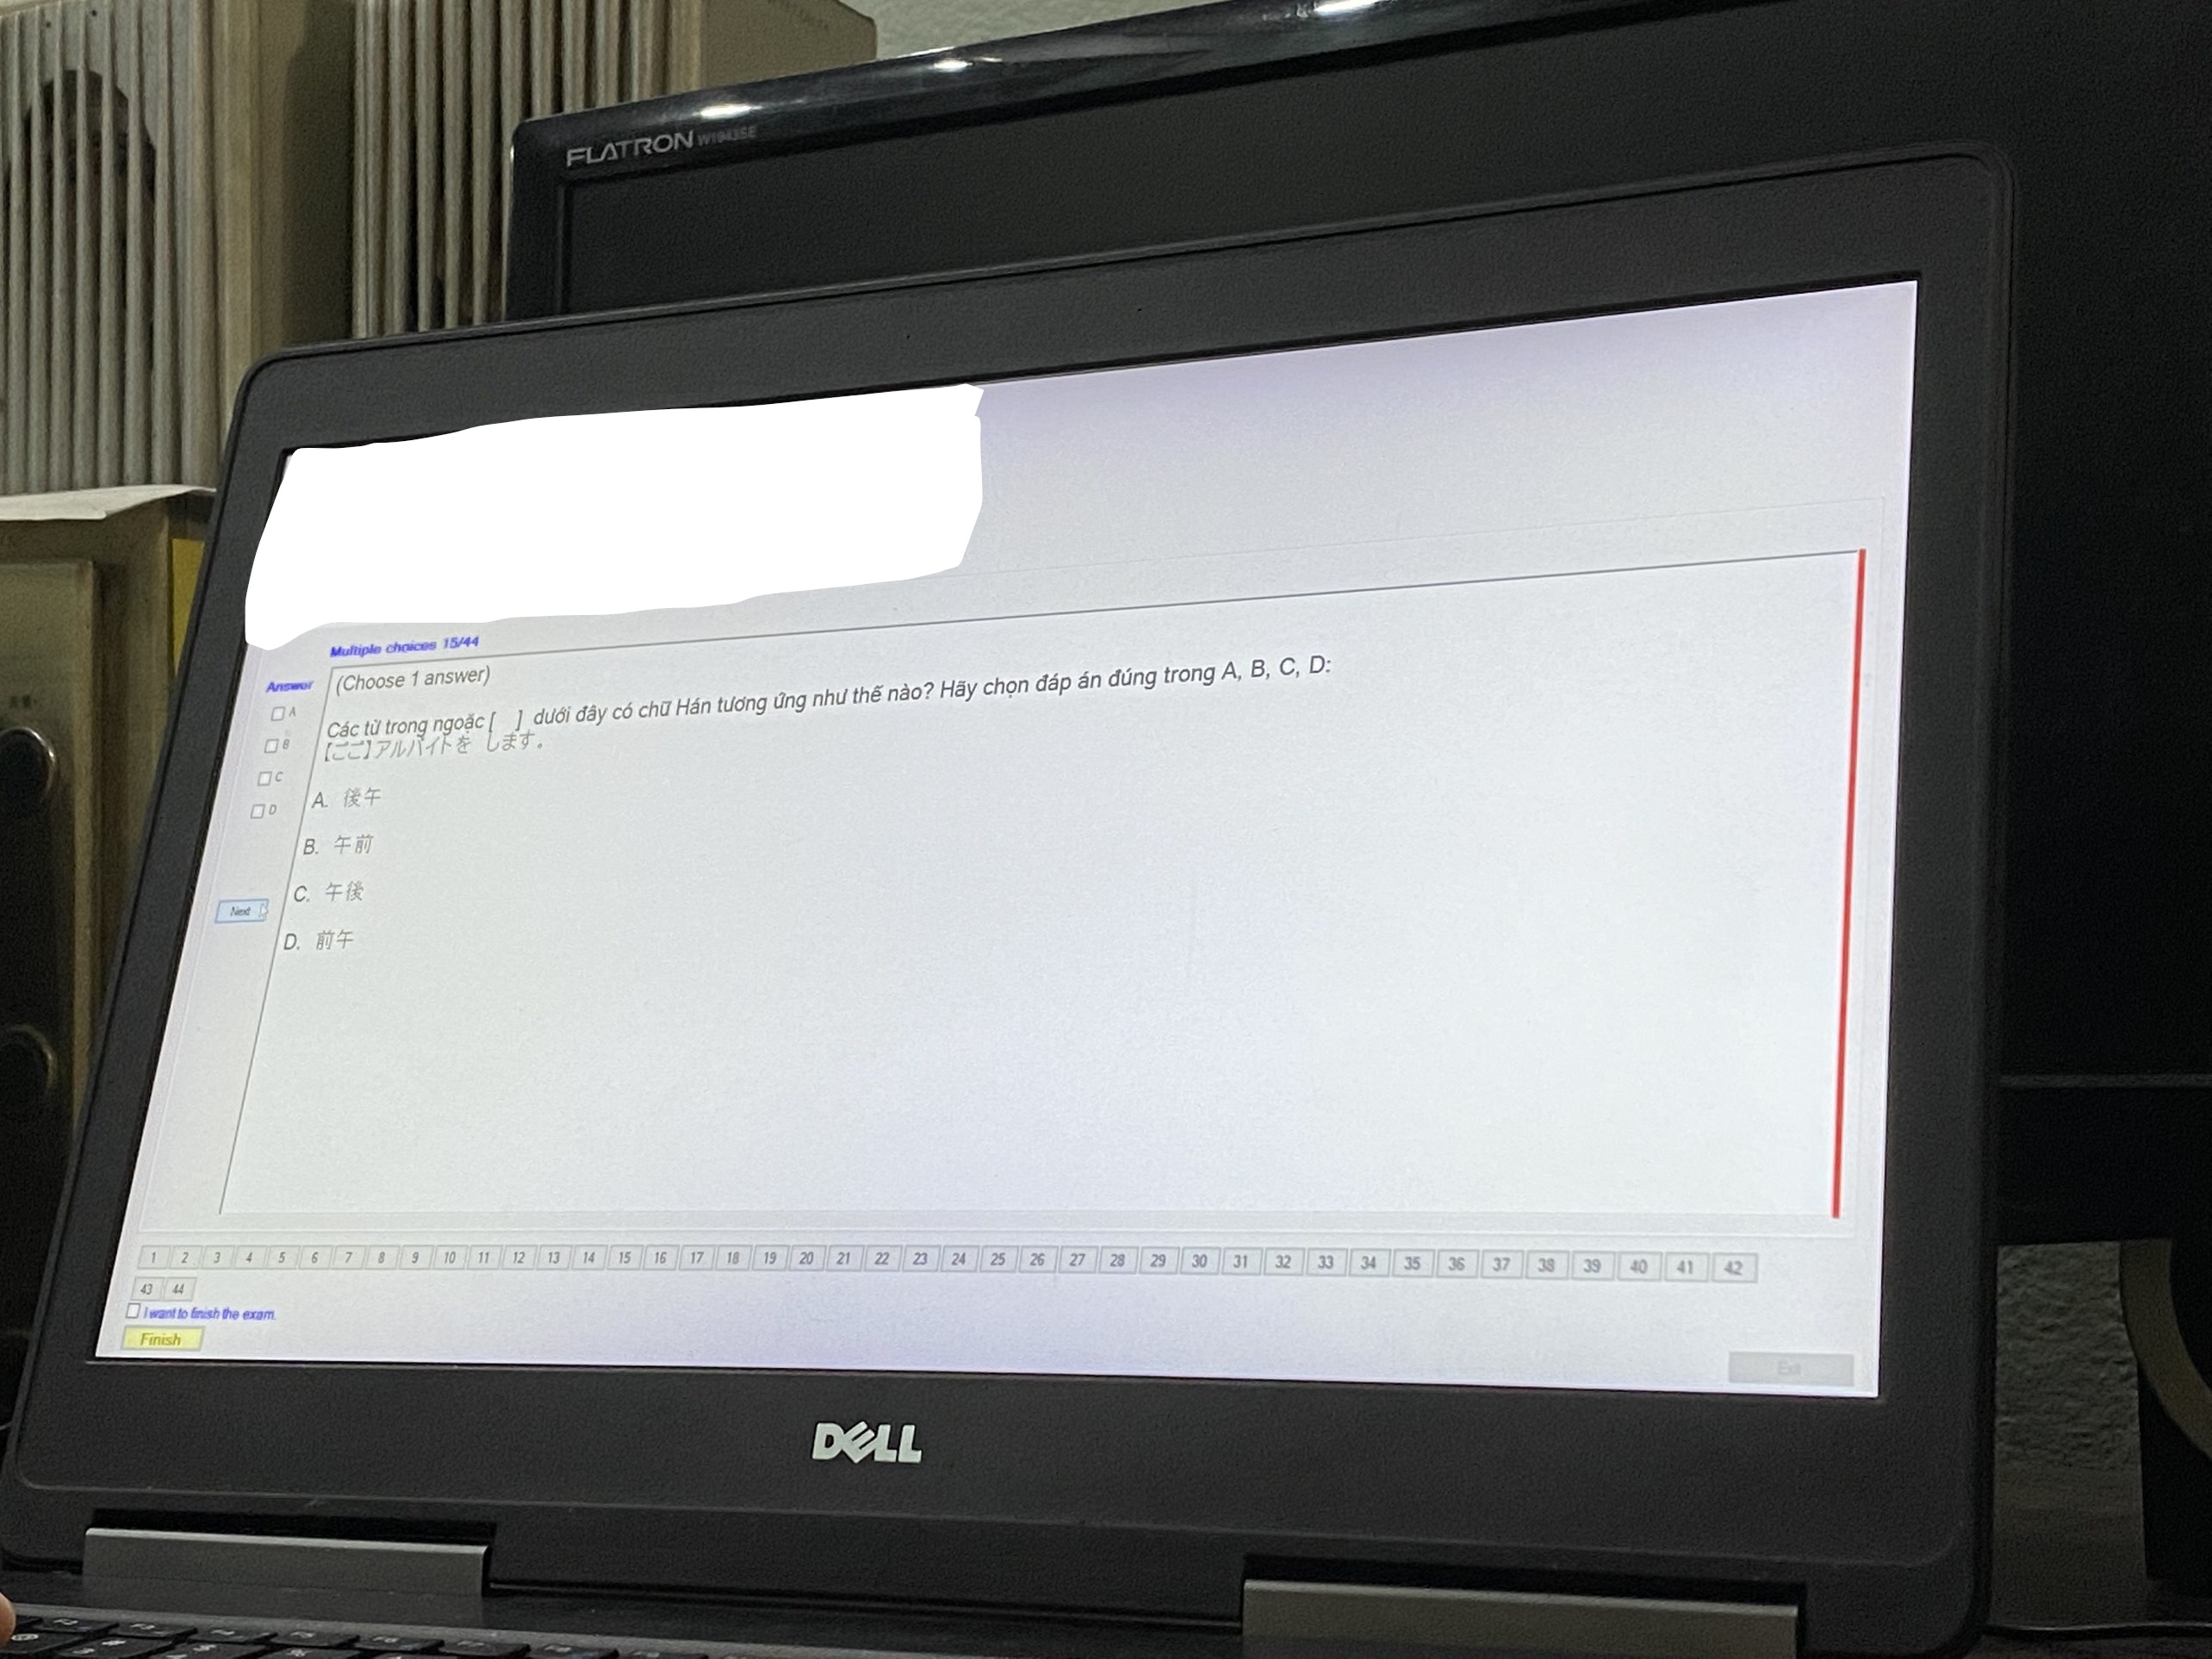 FLATRON W1943SE
Multiple choices 15/44
Answer
(Choose 1 answer)
A
B
C
D
Các từ trong ngoặc [ ] dưới đây có chữ Hán tương ứng như thế nào? Hãy chọn đáp án đúng trong A, B, C, D:
【ごご】アルバイトを します。
A. 後午
B. 午前
C. 午後
D. 前午
Next
1 2 3 4 5 6 7 8 9 10 11 12 13 14 15 16 17 18 19 20 21 22 23 24 25 26 27 28 29 30 31 32 33 34 35 36 37 38 39 40 41 42
43 44
I want to finish the exam.
Finish
Exit
DELL